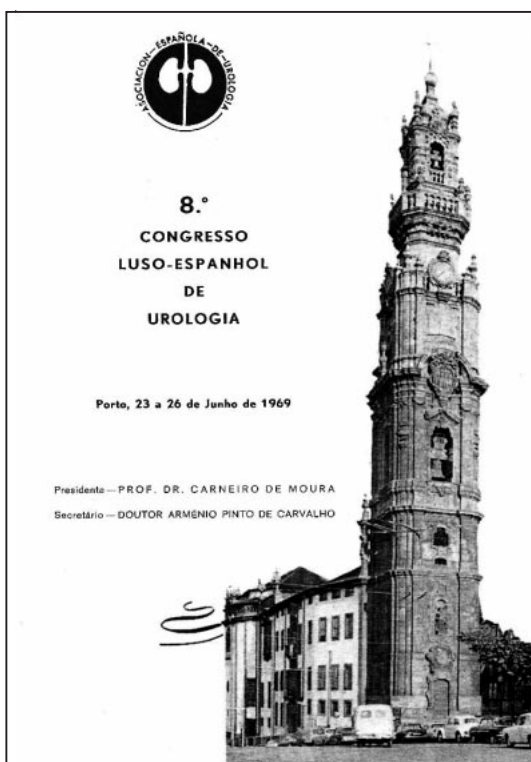 ASOCIACION-ESPAÑOLA-DE-UROLOGIA
8.º
CONGRESSO
LUSO-ESPANHOL
DE
UROLOGIA
Porto, 23 a 26 de Junho de 1969
Presidente — PROF. DR. CARNEIRO DE MOURA
Secretário — DOUTOR ARMÉNIO PINTO DE CARVALHO